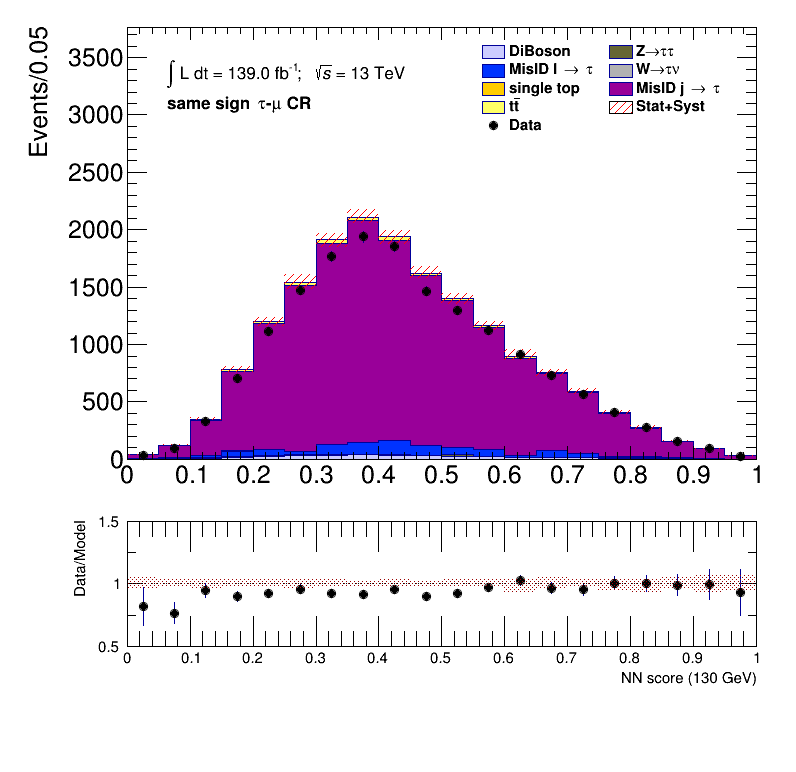 Events/0.05
3500
3000
2500
2000
1500
1000
500
0
∫ L dt = 139.0 fb⁻¹; √s = 13 TeV
same sign τ-μ CR
DiBoson
MisID l → τ
single top
tt̄
Data
Z→ττ
W→τν
MisID j → τ
Stat+Syst
0 0.1 0.2 0.3 0.4 0.5 0.6 0.7 0.8 0.9 1
Data/Model
1.5
1
0.5
0 0.1 0.2 0.3 0.4 0.5 0.6 0.7 0.8 0.9 1
NN score (130 GeV)